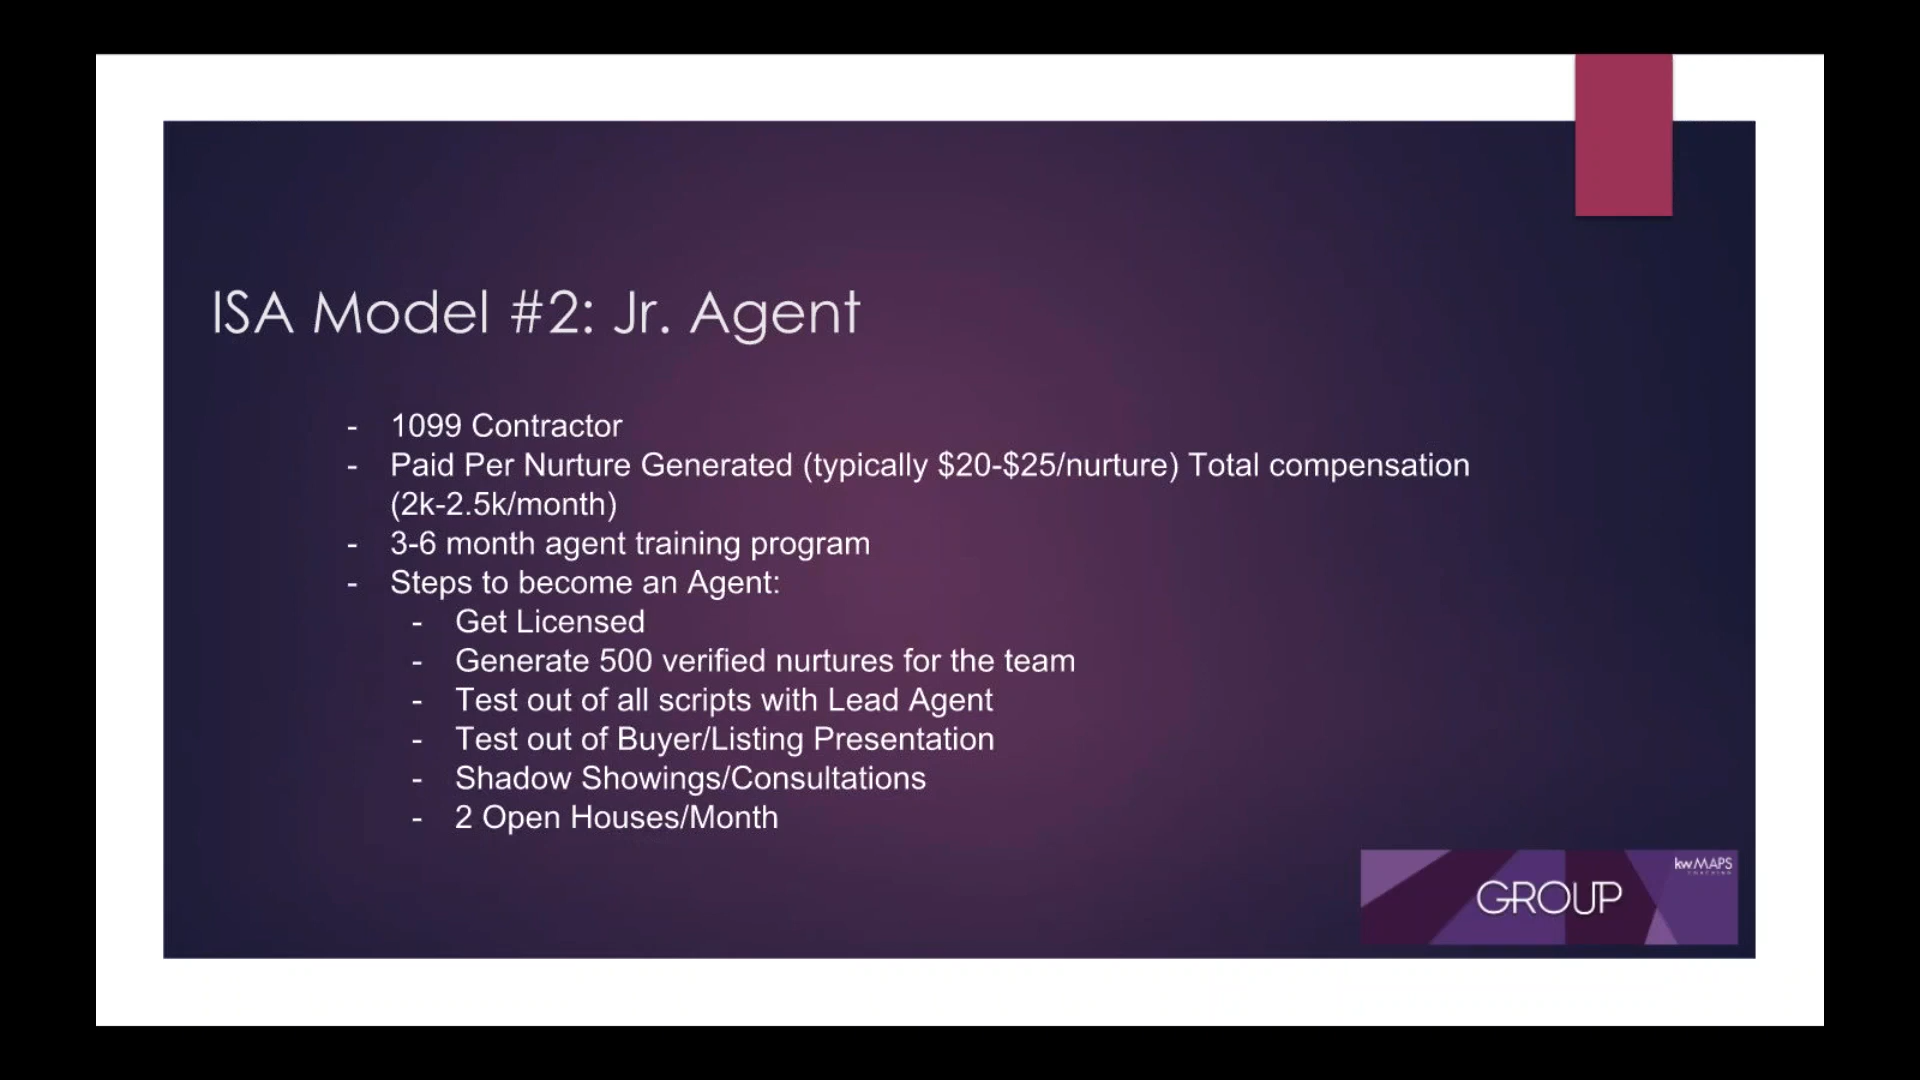 ISA Model #2: Jr. Agent
- 1099 Contractor
- Paid Per Nurture Generated (typically $20-$25/nurture) Total compensation
(2k-2.5k/month)
- 3-6 month agent training program
- Steps to become an Agent:
- Get Licensed
- Generate 500 verified nurtures for the team
- Test out of all scripts with Lead Agent
- Test out of Buyer/Listing Presentation
- Shadow Showings/Consultations
- 2 Open Houses/Month
kw MAPS
COACHING
GROUP